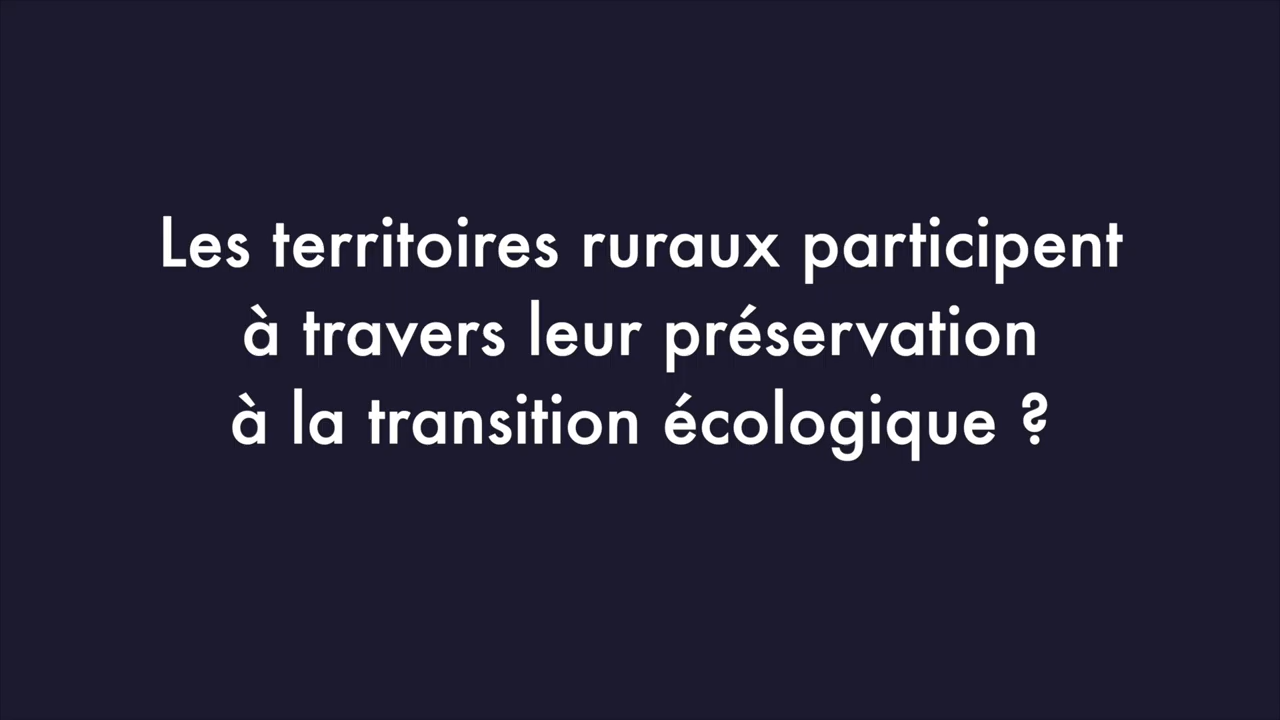 Les territoires ruraux participent
à travers leur préservation
à la transition écologique ?